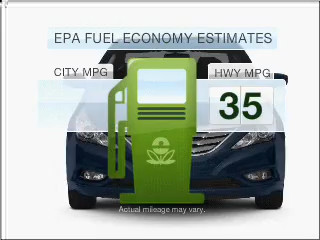 EPA FUEL ECONOMY ESTIMATES
CITY MPG
HWY MPG
35
Actual mileage may vary.